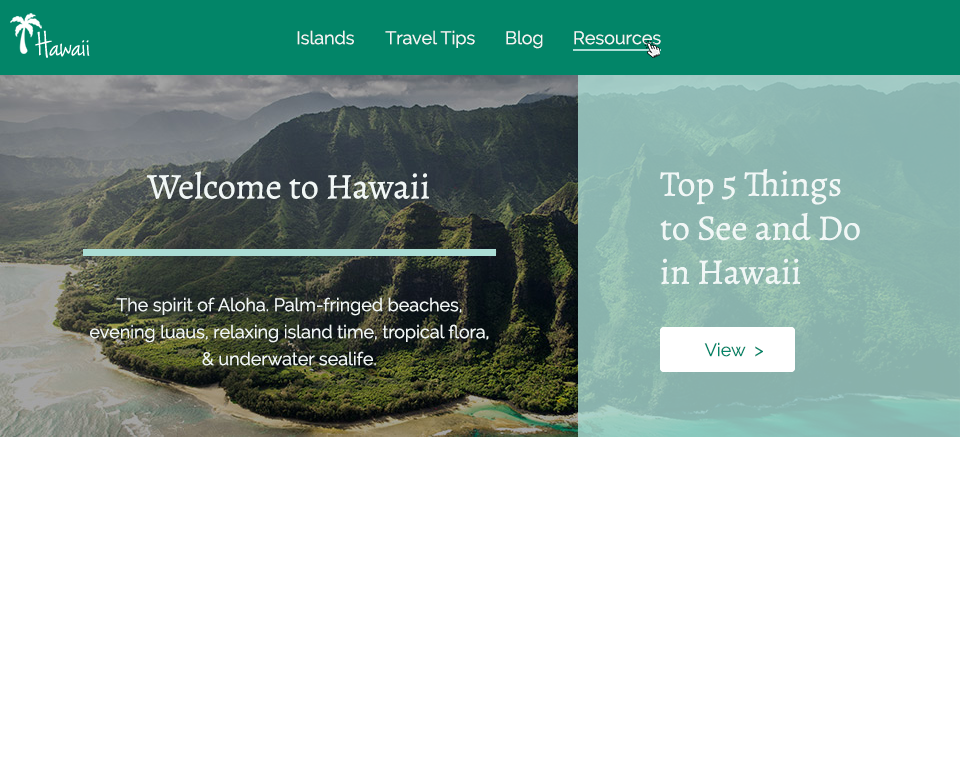 Hawaii
Islands Travel Tips Blog Resources
Welcome to Hawaii
The spirit of Aloha. Palm-fringed beaches,
evening luaus, relaxing island time, tropical flora,
& underwater sealife.
Top 5 Things
to See and Do
in Hawaii
View >